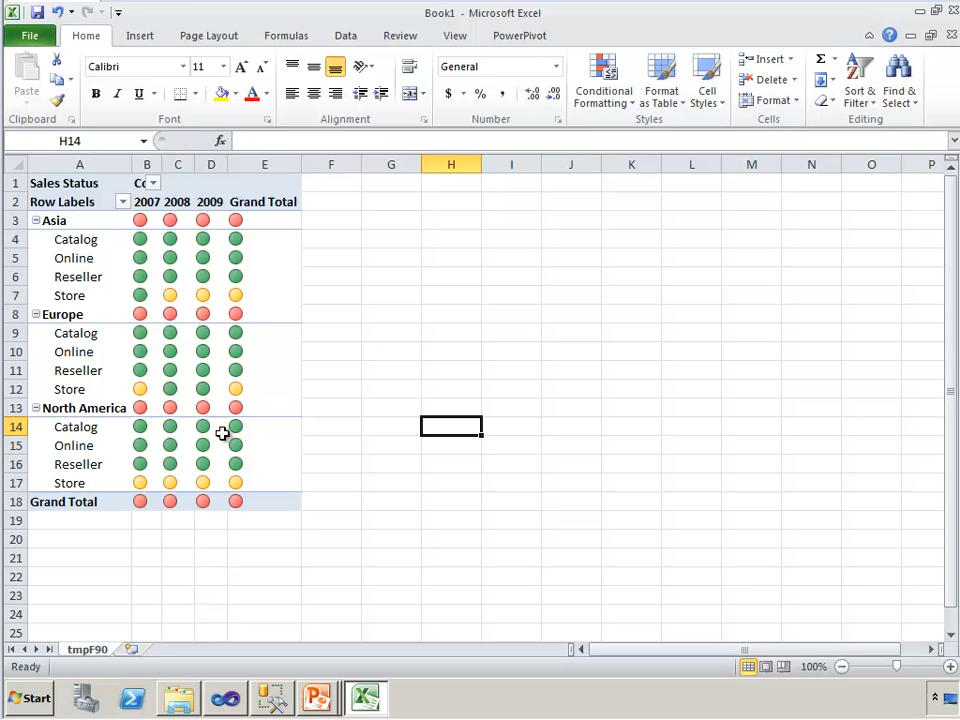 Book1 - Microsoft Excel
File Home Insert Page Layout Formulas Data Review View PowerPivot
Calibri 11 General Insert
Paste Conditional Format Cell Delete Sort & Find &
B I U $ % , Formatting as Table Styles Format Filter Select
Clipboard Font Alignment Number Styles Cells Editing
H14 fx
A B C D E F G H I J K L M N O P
1 Sales Status Co
2 Row Labels 2007 2008 2009 Grand Total
3 Asia
4 Catalog
5 Online
6 Reseller
7 Store
8 Europe
9 Catalog
10 Online
11 Reseller
12 Store
13 North America
14 Catalog
15 Online
16 Reseller
17 Store
18 Grand Total
19
20
21
22
23
24
25
tmpF90
Ready 100%
Start